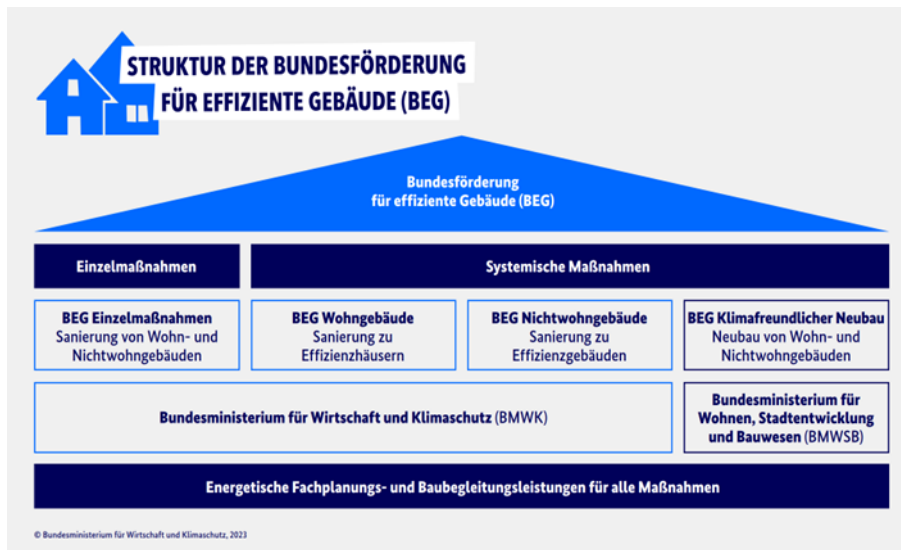 STRUKTUR DER BUNDESFÖRDERUNG
FÜR EFFIZIENTE GEBÄUDE (BEG)
Bundesförderung
für effiziente Gebäude (BEG)
Einzelmaßnahmen
Systemische Maßnahmen
BEG Einzelmaßnahmen
Sanierung von Wohn- und
Nichtwohngebäuden
BEG Wohngebäude
Sanierung zu
Effizienzhäusern
BEG Nichtwohngebäude
Sanierung zu
Effizienzgebäuden
BEG Klimafreundlicher Neubau
Neubau von Wohn- und
Nichtwohngebäuden
Bundesministerium für Wirtschaft und Klimaschutz (BMWK)
Bundesministerium für
Wohnen, Stadtentwicklung
und Bauwesen (BMWSB)
Energetische Fachplanungs- und Baubegleitungsleistungen für alle Maßnahmen
© Bundesministerium für Wirtschaft und Klimaschutz, 2023